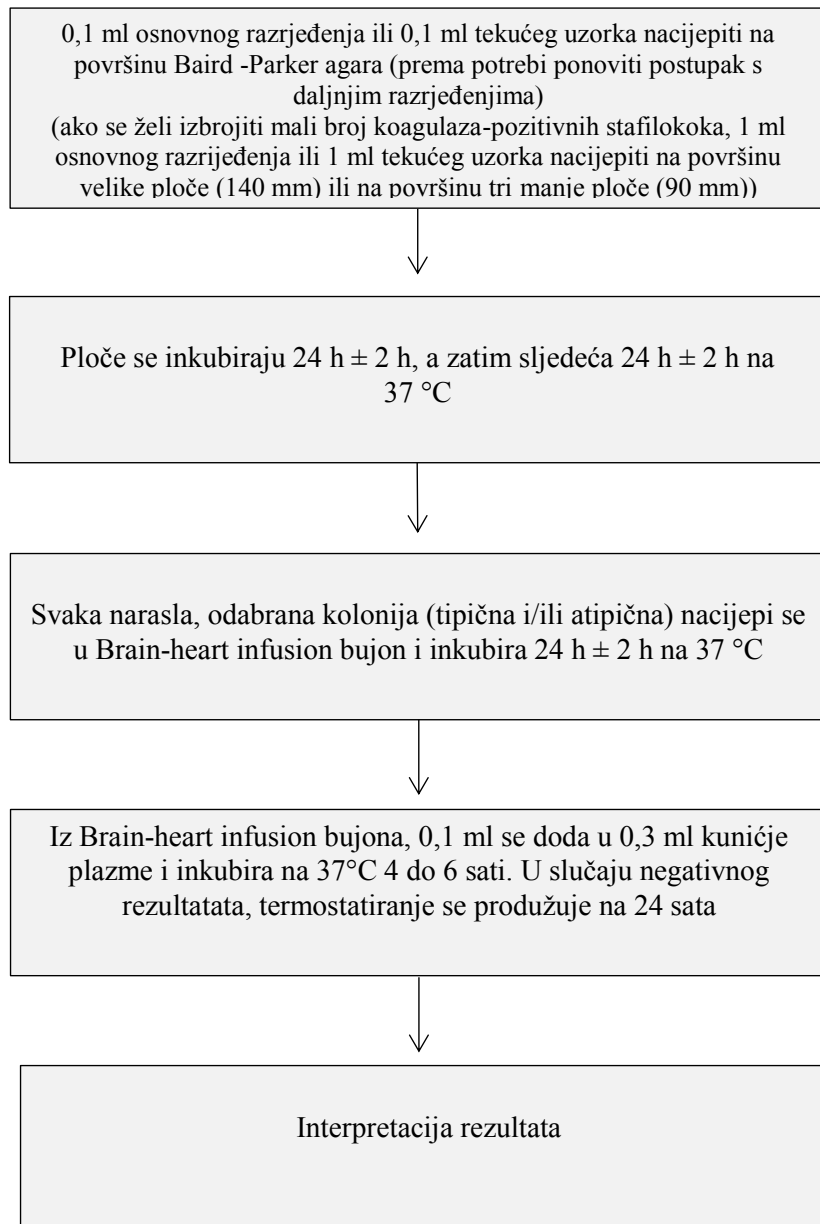 0,1 ml osnovnog razrjeđenja ili 0,1 ml tekućeg uzorka nacijepiti na
površinu Baird -Parker agara (prema potrebi ponoviti postupak s
daljnjim razrjeđenjima)
(ako se želi izbrojiti mali broj koagulaza-pozitivnih stafilokoka, 1 ml
osnovnog razrijeđenja ili 1 ml tekućeg uzorka nacijepiti na površinu
velike ploče (140 mm) ili na površinu tri manje ploče (90 mm))
Ploče se inkubiraju 24 h ± 2 h, a zatim sljedeća 24 h ± 2 h na
37 °C
Svaka narasla, odabrana kolonija (tipična i/ili atipična) nacijepi se
u Brain-heart infusion bujon i inkubira 24 h ± 2 h na 37 °C
Iz Brain-heart infusion bujona, 0,1 ml se doda u 0,3 ml kunićje
plazme i inkubira na 37°C 4 do 6 sati. U slučaju negativnog
rezultatata, termostatiranje se produžuje na 24 sata
Interpretacija rezultata